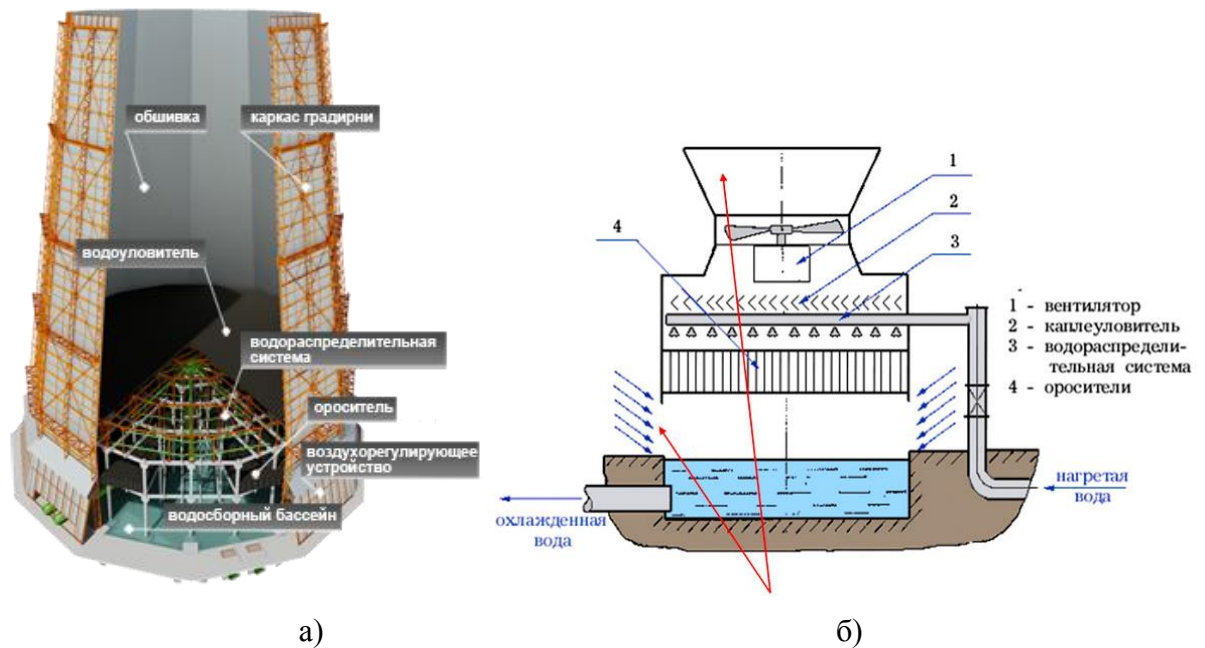 обшивка
каркас градирни
водоуловитель
водораспределительная
система
ороситель
воздухорегулирующее
устройство
водосборный бассейн
а)
1
2
3
4
1 - вентилятор
2 - каплеуловитель
3 - водораспредели-
тельная система
4 - оросители
нагретая
вода
охлажденная
вода
б)